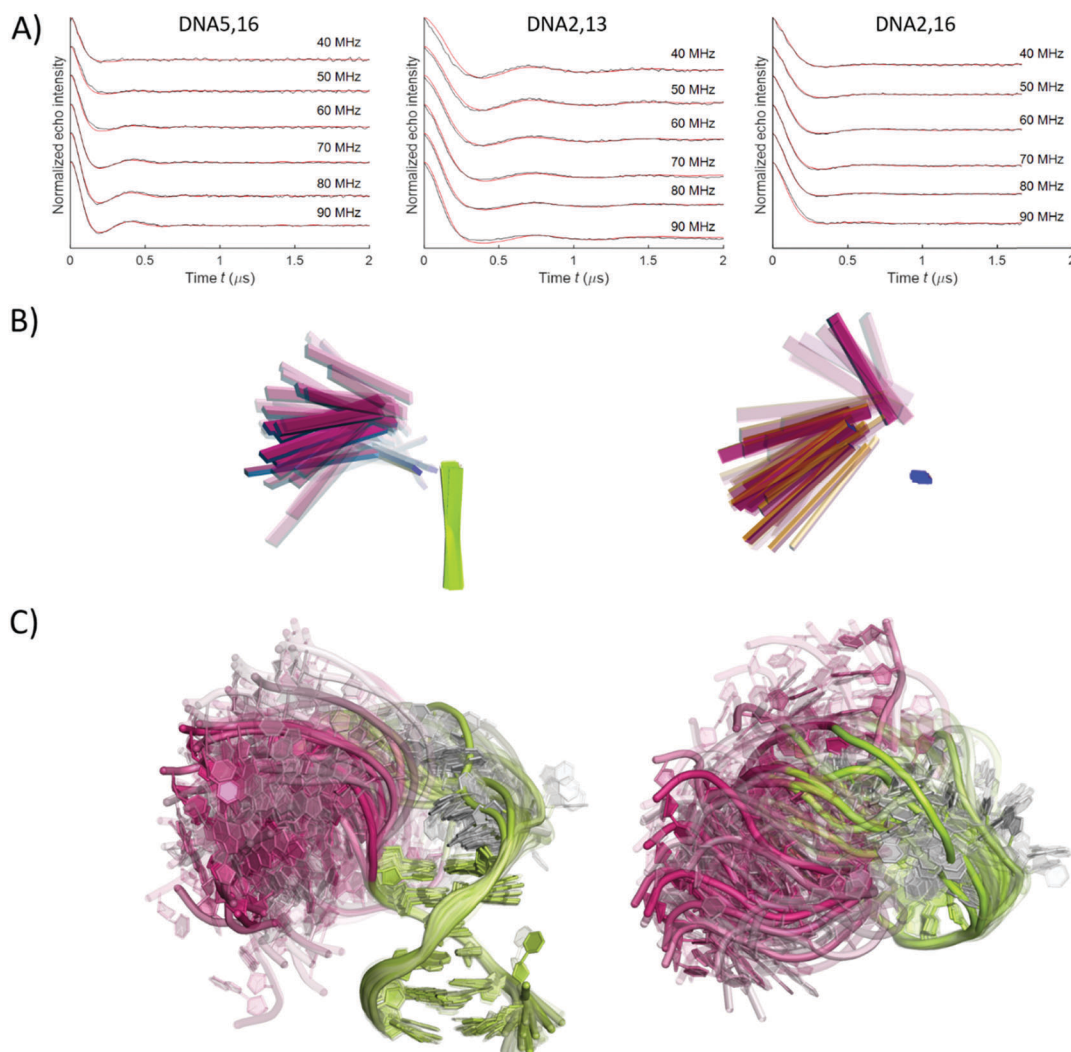 A)
DNA5,16
DNA2,13
DNA2,16
Normalized echo intensity
40 MHz
50 MHz
60 MHz
70 MHz
80 MHz
90 MHz
0
0.5
1
1.5
2
Time t (μs)
Normalized echo intensity
40 MHz
50 MHz
60 MHz
70 MHz
80 MHz
90 MHz
0
0.5
1
1.5
2
Time t (μs)
Normalized echo intensity
40 MHz
50 MHz
60 MHz
70 MHz
80 MHz
90 MHz
0
0.5
1
1.5
2
Time t (μs)
B)
C)